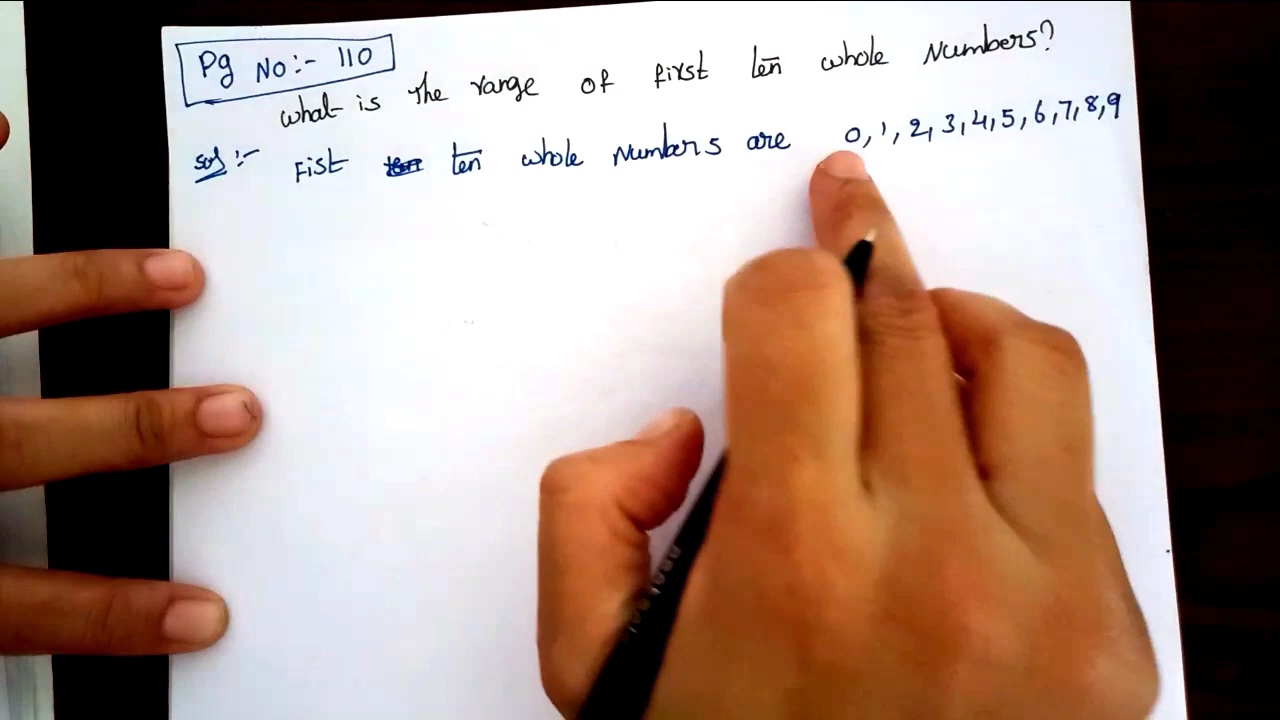 Pg No:- 110
What is The range of first ten whole Numbers?
Sol :- Fist ten whole Numbers are 0, 1, 2, 3, 4, 5, 6, 7, 8, 9